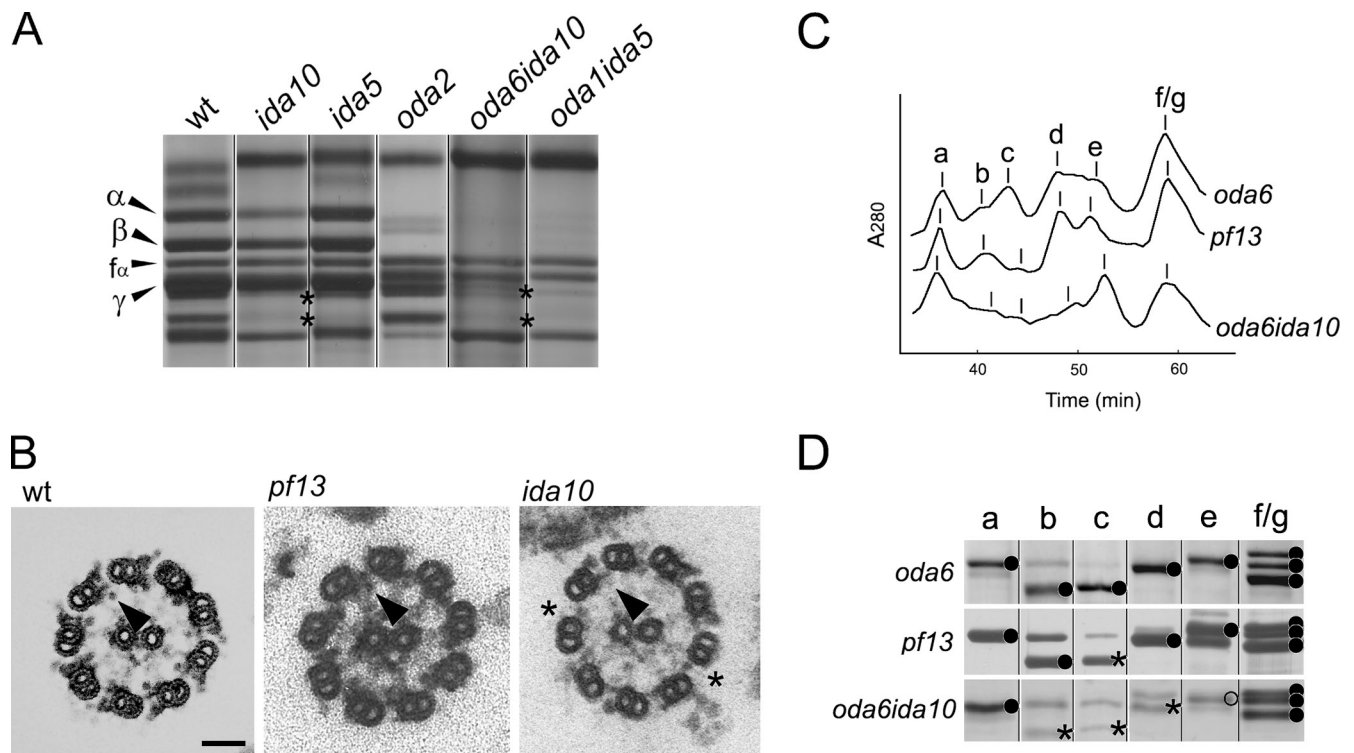 A
wt
ida10
ida5
oda2
oda6ida10
oda1ida5
α
β
fα
γ
*
*
*
*
B
wt
pf13
ida10
*
*
C
f/g
a
b
c
d
e
oda6
pf13
oda6ida10
A280
40
50
60
Time (min)
D
a b c d e f/g
oda6
pf13
*
oda6ida10
* * *